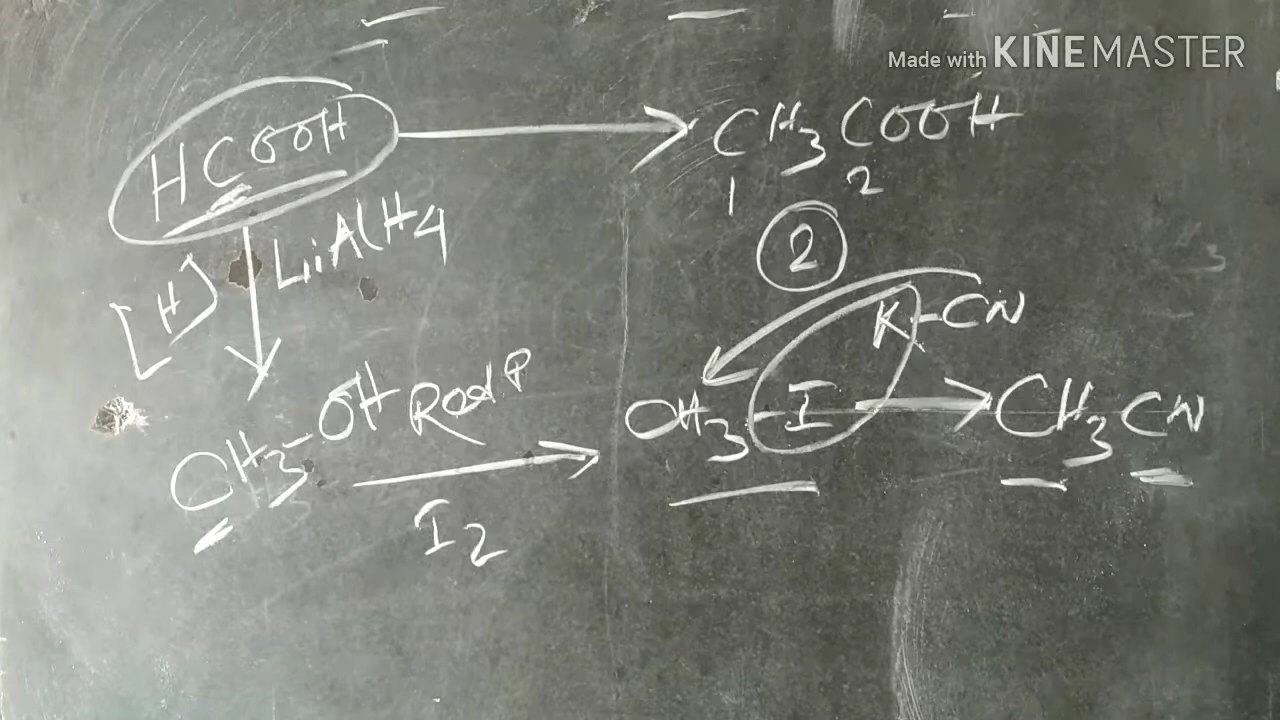 Made with KINEMASTER
HCOOH → CH3COOH
1 2
2
[H] LiAlH4
K-CN
CH3-OH Red P → CH3-I → CH3CN
I2